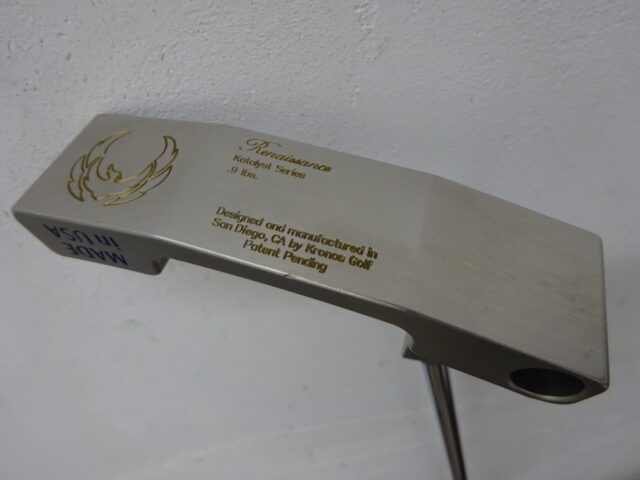 Renaissance
Katalyst Series
.9 lbs.
Designed and manufactured in
San Diego, CA by Kronos Golf
Patent Pending
MADE
in USA